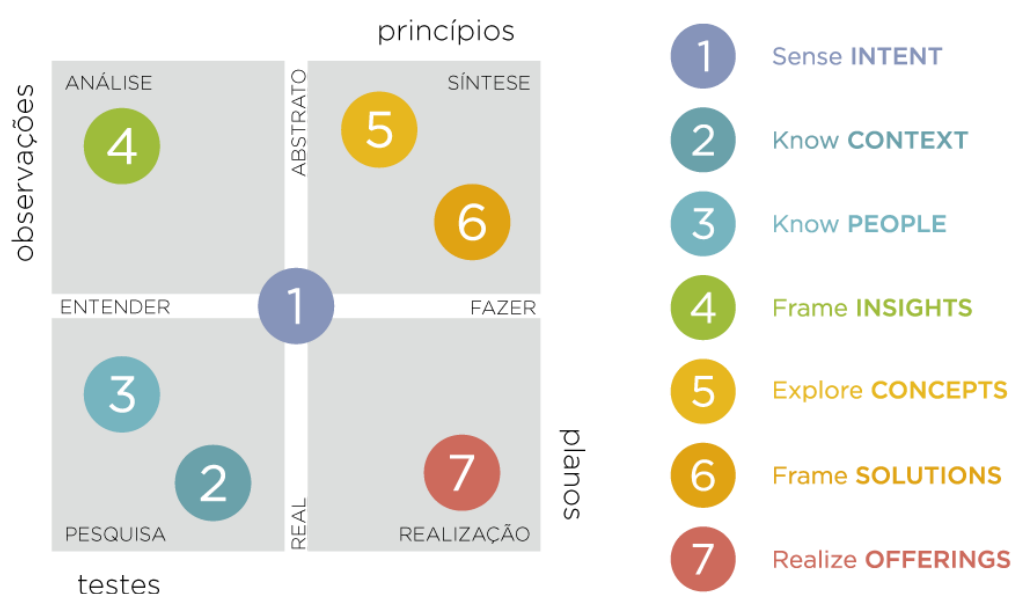 princípios
observações
ANÁLISE
ABSTRATO
SÍNTESE
4
5
6
ENTENDER
1
FAZER
3
2
7
planos
PESQUISA
REAL
REALIZAÇÃO
testes
1 Sense INTENT
2 Know CONTEXT
3 Know PEOPLE
4 Frame INSIGHTS
5 Explore CONCEPTS
6 Frame SOLUTIONS
7 Realize OFFERINGS